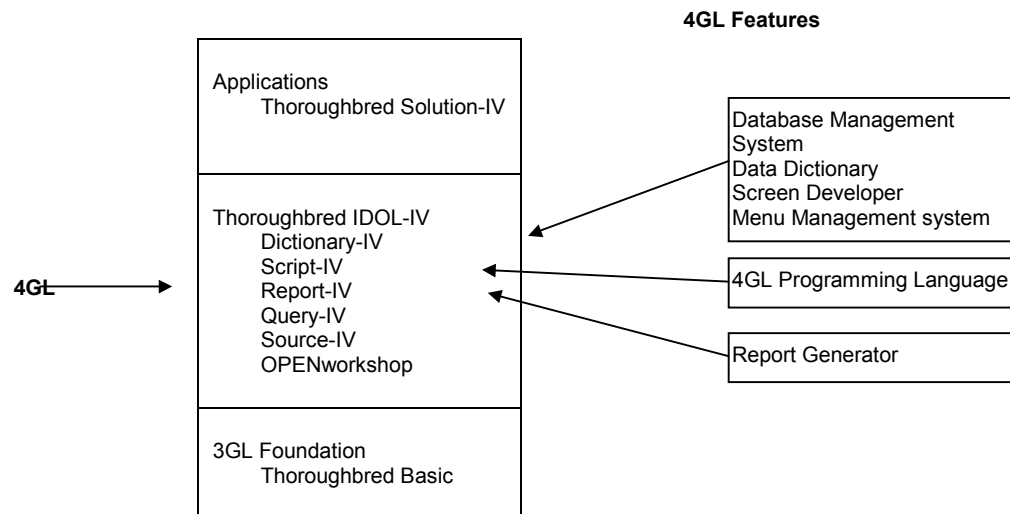 4GL Features
Applications
Thoroughbred Solution-IV
Database Management
System
Data Dictionary
Screen Developer
Menu Management system
Thoroughbred IDOL-IV
Dictionary-IV
Script-IV
Report-IV
Query-IV
Source-IV
OPENworkshop
4GL
4GL Programming Language
Report Generator
3GL Foundation
Thoroughbred Basic